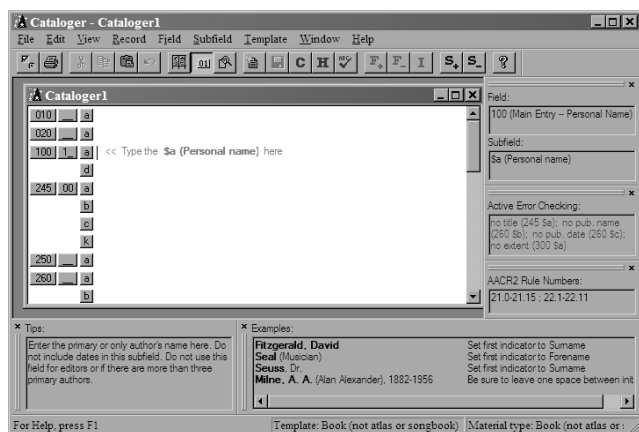 Cataloger - Cataloger1
File Edit View Record Field Subfield Template Window Help
01 C H ABC F+ F- I S+ S- ?
Cataloger1
010 __ a
020 __ a
100 1_ a << Type the $a (Personal name) here
d
245 00 a
b
c
k
250 __ a
260 __ a
b
Field:
100 (Main Entry -- Personal Name)
Subfield:
$a (Personal name)
Active Error Checking:
no title (245 $a); no pub. name
(260 $b); no pub. date (260 $c);
no extent (300 $a)
AACR2 Rule Numbers:
21.0-21.15 ; 22.1-22.11
Tips:
Enter the primary or only author's name here. Do
not include dates in this subfield. Do not use this
field for editors or if there are more than three
primary authors.
Examples:
Fitzgerald, David Set first indicator to Surname
Seal (Musician) Set first indicator to Forename
Seuss, Dr. Set first indicator to Surname
Milne, A. A. (Alan Alexander), 1882-1956 Be sure to leave one space between init
For Help, press F1 Template: Book (not atlas or songbook) Material type: Book (not atlas or s